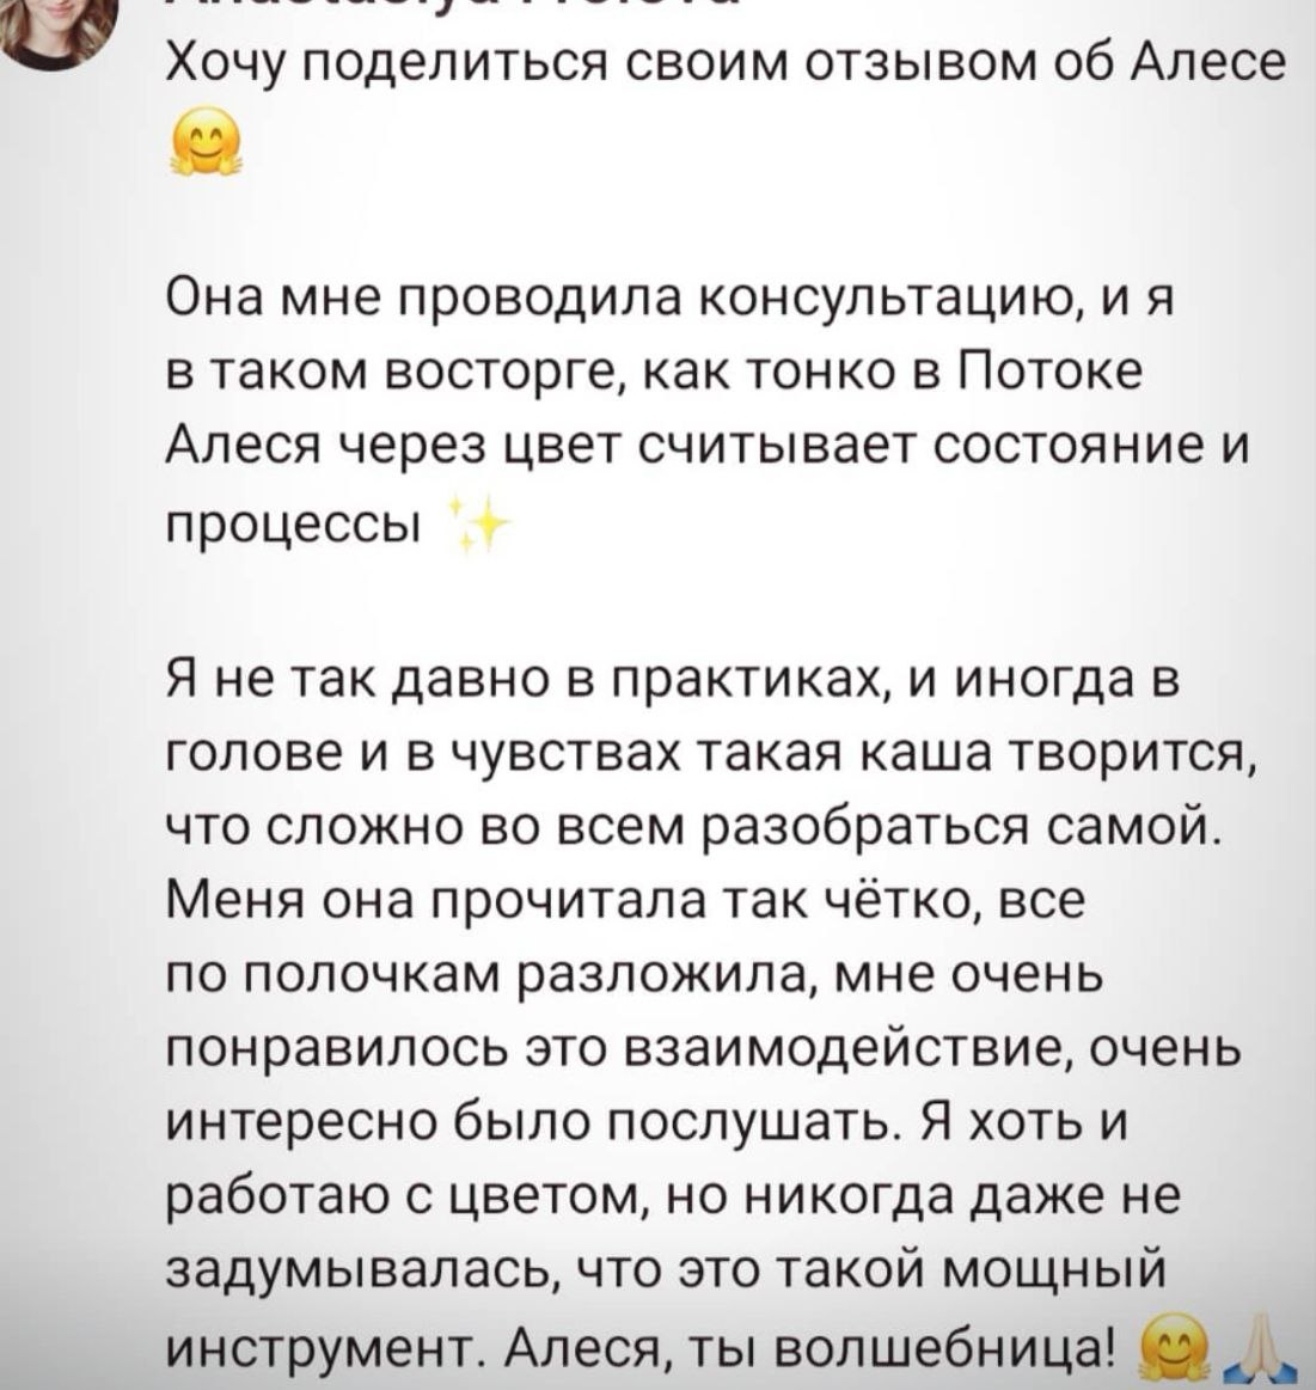 Хочу поделиться своим отзывом об Алесе
🤗
Она мне проводила консультацию, и я
в таком восторге, как тонко в Потоке
Алеся через цвет считывает состояние и
процессы ✨
Я не так давно в практиках, и иногда в
голове и в чувствах такая каша творится,
что сложно во всем разобраться самой.
Меня она прочитала так чётко, все
по полочкам разложила, мне очень
понравилось это взаимодействие, очень
интересно было послушать. Я хоть и
работаю с цветом, но никогда даже не
задумывалась, что это такой мощный
инструмент. Алеся, ты волшебница! 🤗🙏🏻